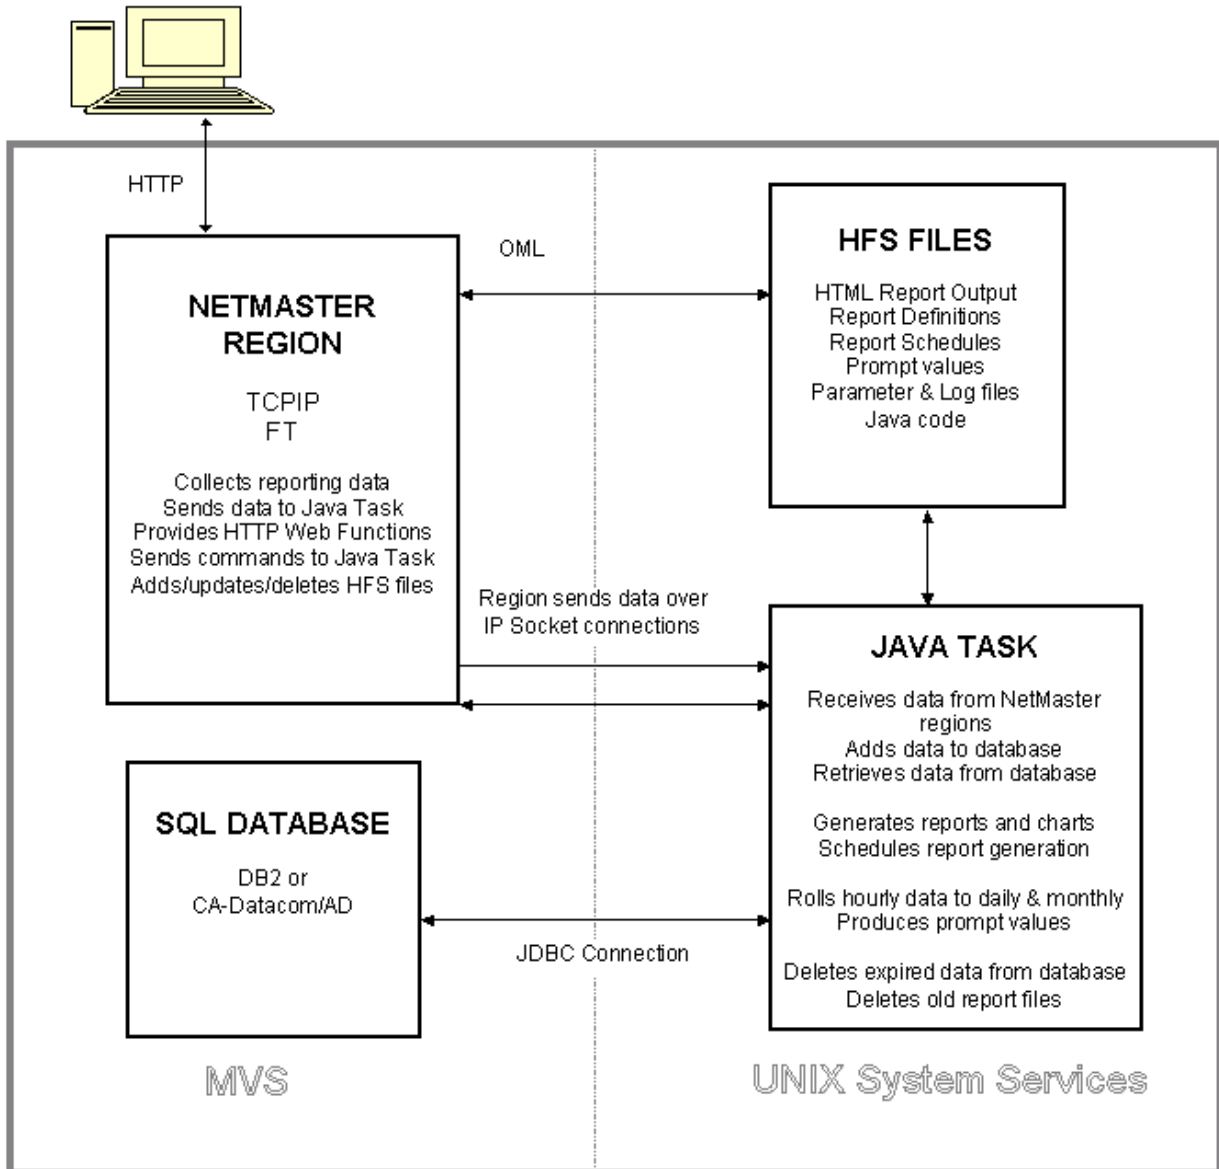 HTTP
OML
NETMASTER
REGION
TCPIP
FT
Collects reporting data
Sends data to Java Task
Provides HTTP Web Functions
Sends commands to Java Task
Adds/updates/deletes HFS files
HFS FILES
HTML Report Output
Report Definitions
Report Schedules
Prompt values
Parameter & Log files
Java code
Region sends data over
IP Socket connections
JAVA TASK
Receives data from NetMaster
regions
Adds data to database
Retrieves data from database
Generates reports and charts
Schedules report generation
Rolls hourly data to daily & monthly
Produces prompt values
Deletes expired data from database
Deletes old report files
SQL DATABASE
DB2 or
CA-Datacom/AD
JDBC Connection
MVS
UNIX System Services